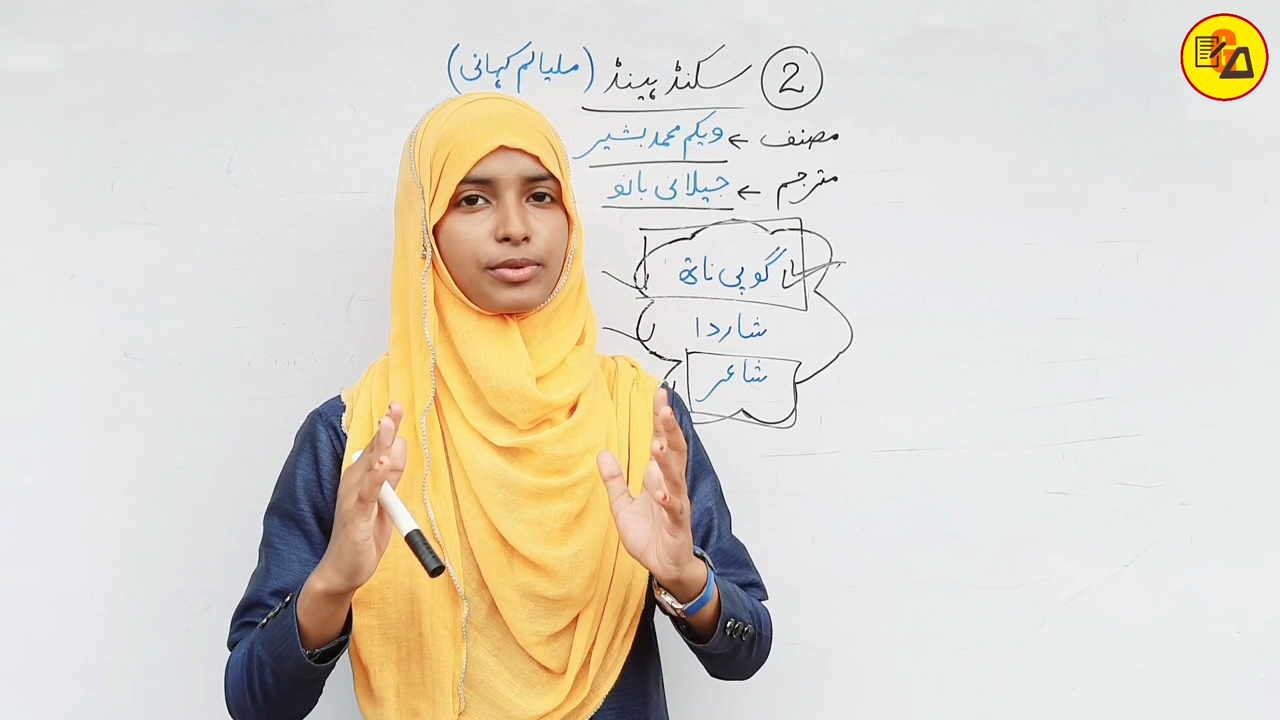 2 سکنڈ ہینڈ (ملیالم کہانی)
مصنف ← ویکم محمد بشیر
مترجم ← جیلانی بانو
گوپی ناتھ
شاردا
شاعر